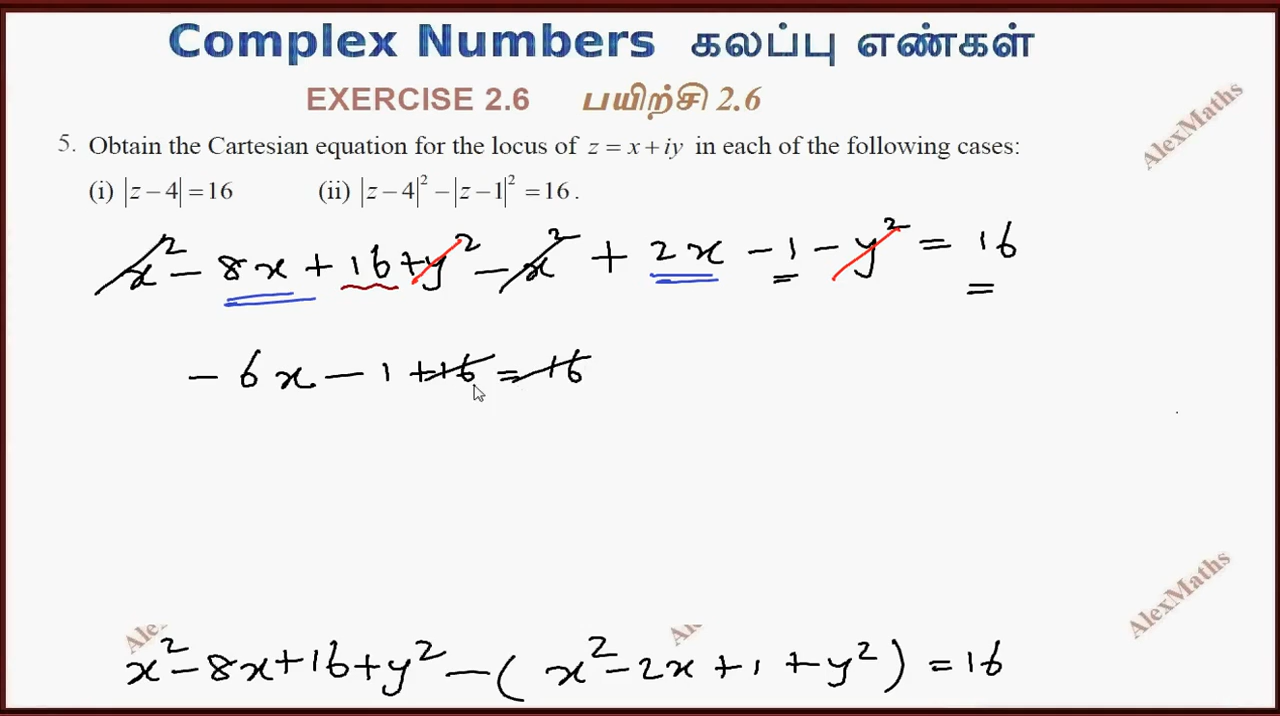 Complex Numbers கலப்பு எண்கள்
EXERCISE 2.6 பயிற்சி 2.6
AlexMaths
5. Obtain the Cartesian equation for the locus of z = x + iy in each of the following cases:
(i) |z − 4| = 16 (ii) |z − 4|² − |z − 1|² = 16.
x² − 8x + 16 + y² − x² + 2x − 1 − y² = 16
− 6x − 1 + 16 = 16
AlexMaths
Ale
Al
x² − 8x + 16 + y² − ( x² − 2x + 1 + y² ) = 16